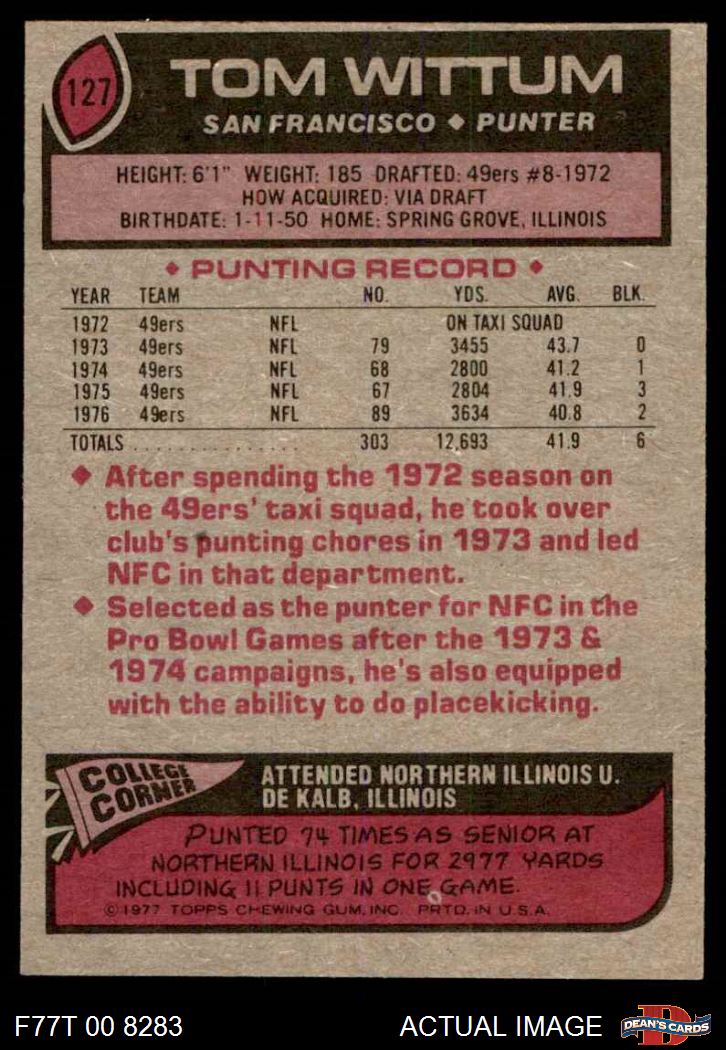 127
TOM WITTUM
SAN FRANCISCO ◆ PUNTER
HEIGHT: 6'1" WEIGHT: 185 DRAFTED: 49ers #8-1972
HOW ACQUIRED: VIA DRAFT
BIRTHDATE: 1-11-50 HOME: SPRING GROVE, ILLINOIS
◆ PUNTING RECORD ◆
YEAR TEAM NO. YDS. AVG. BLK.
1972 49ers NFL ON TAXI SQUAD
1973 49ers NFL 79 3455 43.7 0
1974 49ers NFL 68 2800 41.2 1
1975 49ers NFL 67 2804 41.9 3
1976 49ers NFL 89 3634 40.8 2
TOTALS ................ 303 12,693 41.9 6
◆ After spending the 1972 season on
the 49ers' taxi squad, he took over
club's punting chores in 1973 and led
NFC in that department.
◆ Selected as the punter for NFC in the
Pro Bowl Games after the 1973 &
1974 campaigns, he's also equipped
with the ability to do placekicking.
COLLEGE
CORNER
ATTENDED NORTHERN ILLINOIS U.
DE KALB, ILLINOIS
PUNTED 74 TIMES AS SENIOR AT
NORTHERN ILLINOIS FOR 2977 YARDS
INCLUDING 11 PUNTS IN ONE GAME.
©1977 TOPPS CHEWING GUM, INC. PRTD. IN U.S.A.
F77T 00 8283 ACTUAL IMAGE
D
DEAN'S CARDS